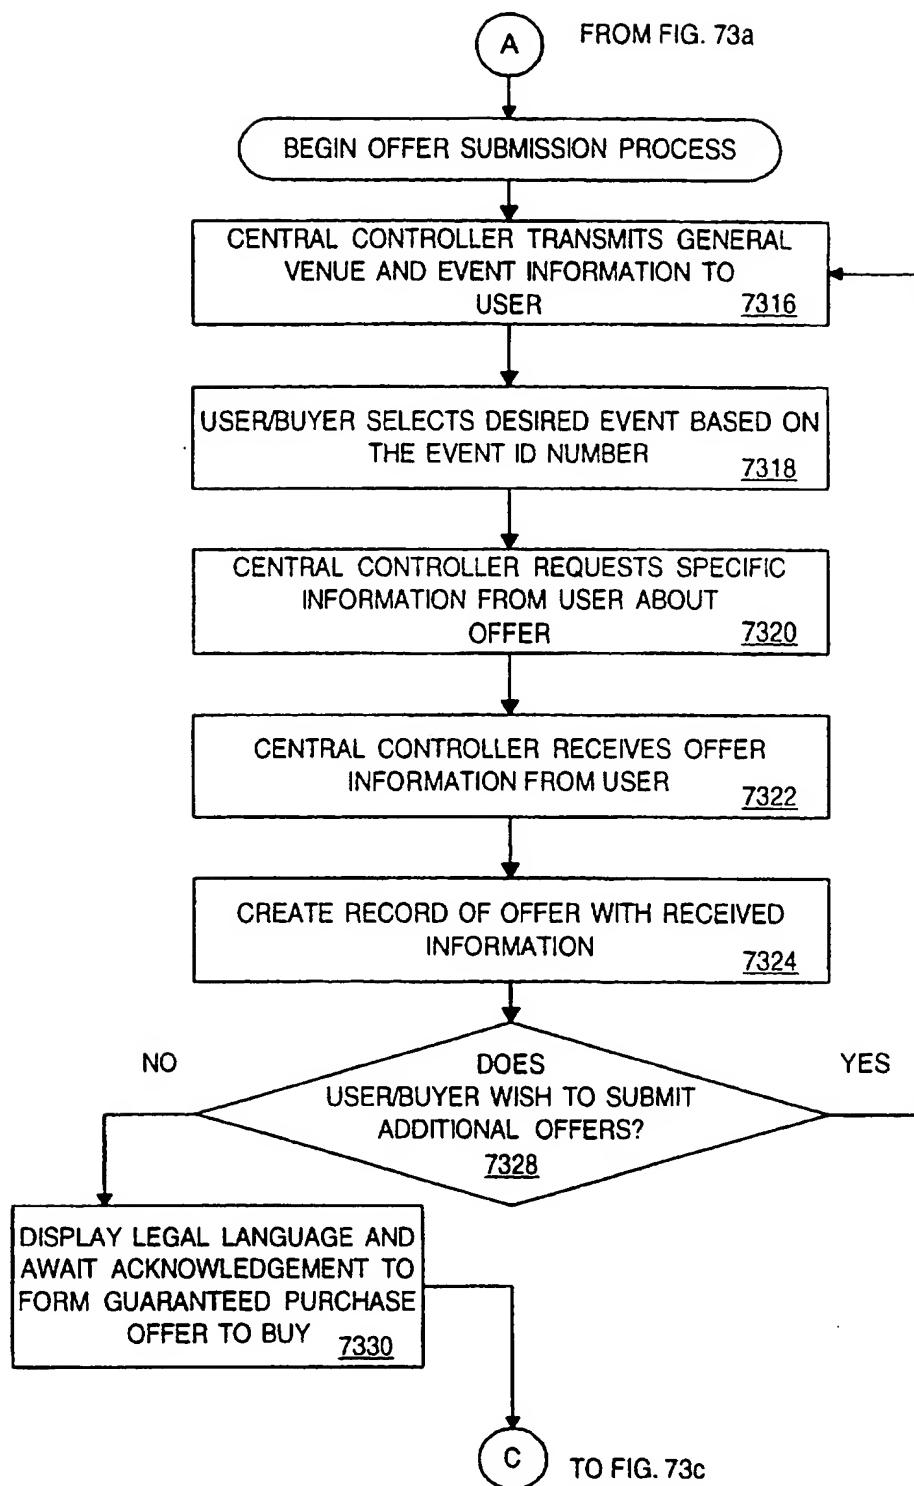 A
FROM FIG. 73a
BEGIN OFFER SUBMISSION PROCESS
CENTRAL CONTROLLER TRANSMITS GENERAL
VENUE AND EVENT INFORMATION TO
USER
7316
USER/BUYER SELECTS DESIRED EVENT BASED ON
THE EVENT ID NUMBER
7318
CENTRAL CONTROLLER REQUESTS SPECIFIC
INFORMATION FROM USER ABOUT
OFFER
7320
CENTRAL CONTROLLER RECEIVES OFFER
INFORMATION FROM USER
7322
CREATE RECORD OF OFFER WITH RECEIVED
INFORMATION
7324
NO
DOES
USER/BUYER WISH TO SUBMIT
ADDITIONAL OFFERS?
7328
YES
DISPLAY LEGAL LANGUAGE AND
AWAIT ACKNOWLEDGEMENT TO
FORM GUARANTEED PURCHASE
OFFER TO BUY
7330
C
TO FIG. 73c